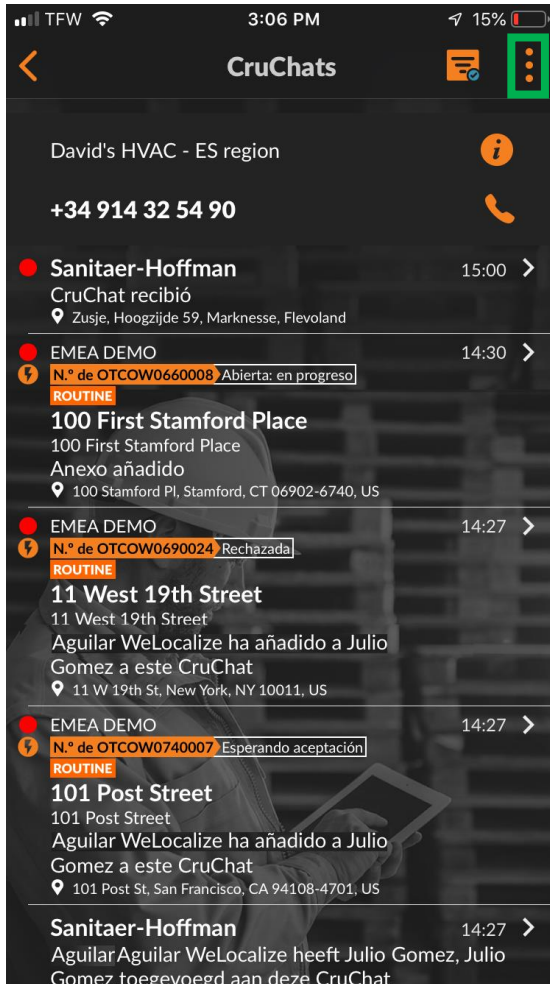 TFW 3:06 PM 15%
CruChats
David's HVAC - ES region
i
+34 914 32 54 90
Sanitaer-Hoffman 15:00
CruChat recibió
Zusje, Hoogzijde 59, Marknesse, Flevoland
EMEA DEMO 14:30
N.º de OTCOW0660008 Abierta: en progreso
ROUTINE
100 First Stamford Place
100 First Stamford Place
Anexo añadido
100 Stamford Pl, Stamford, CT 06902-6740, US
EMEA DEMO 14:27
N.º de OTCOW0690024 Rechazada
ROUTINE
11 West 19th Street
11 West 19th Street
Aguilar WeLocalize ha añadido a Julio
Gomez a este CruChat
11 W 19th St, New York, NY 10011, US
EMEA DEMO 14:27
N.º de OTCOW0740007 Esperando aceptación
ROUTINE
101 Post Street
101 Post Street
Aguilar WeLocalize ha añadido a Julio
Gomez a este CruChat
101 Post St, San Francisco, CA 94108-4701, US
Sanitaer-Hoffman 14:27
AguilarAguilar WeLocalize heeft Julio Gomez, Julio
Gomez toegevoegd aan deze CruChat